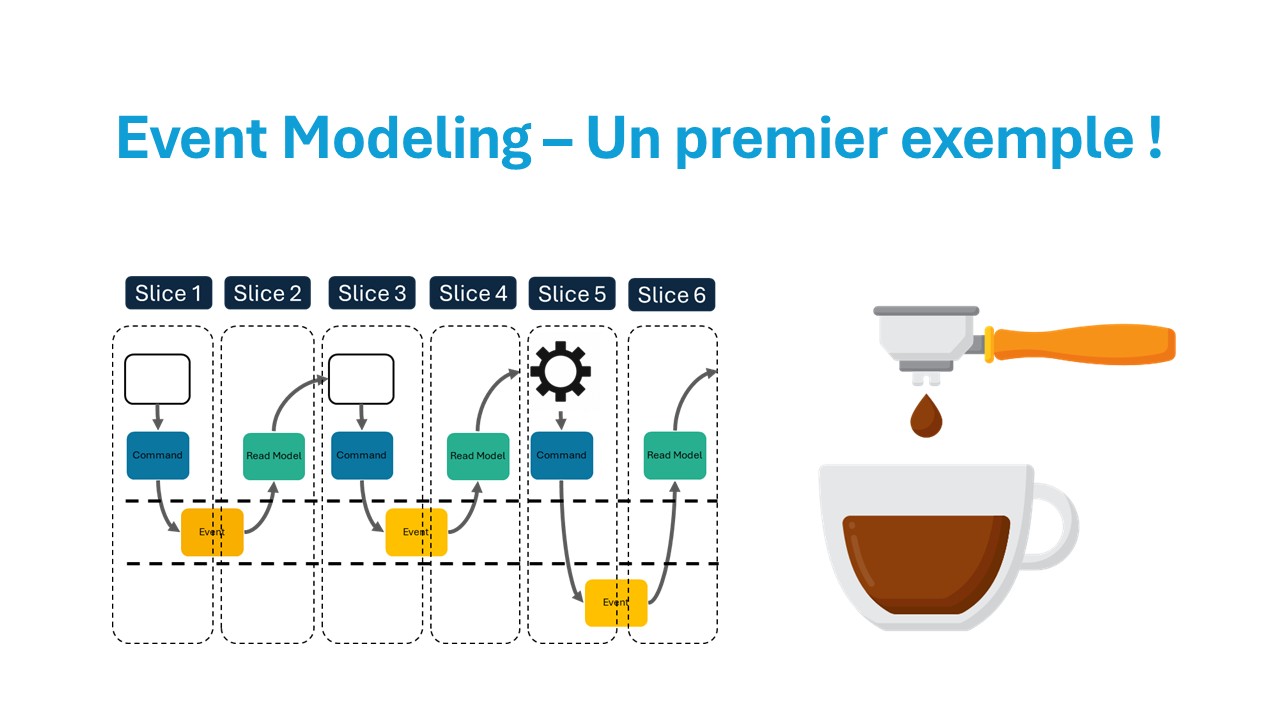 Event Modeling – Un premier exemple !
Slice 1
Slice 2
Slice 3
Slice 4
Slice 5
Slice 6
Command
Read Model
Command
Read Model
Command
Read Model
Event
Event
Event